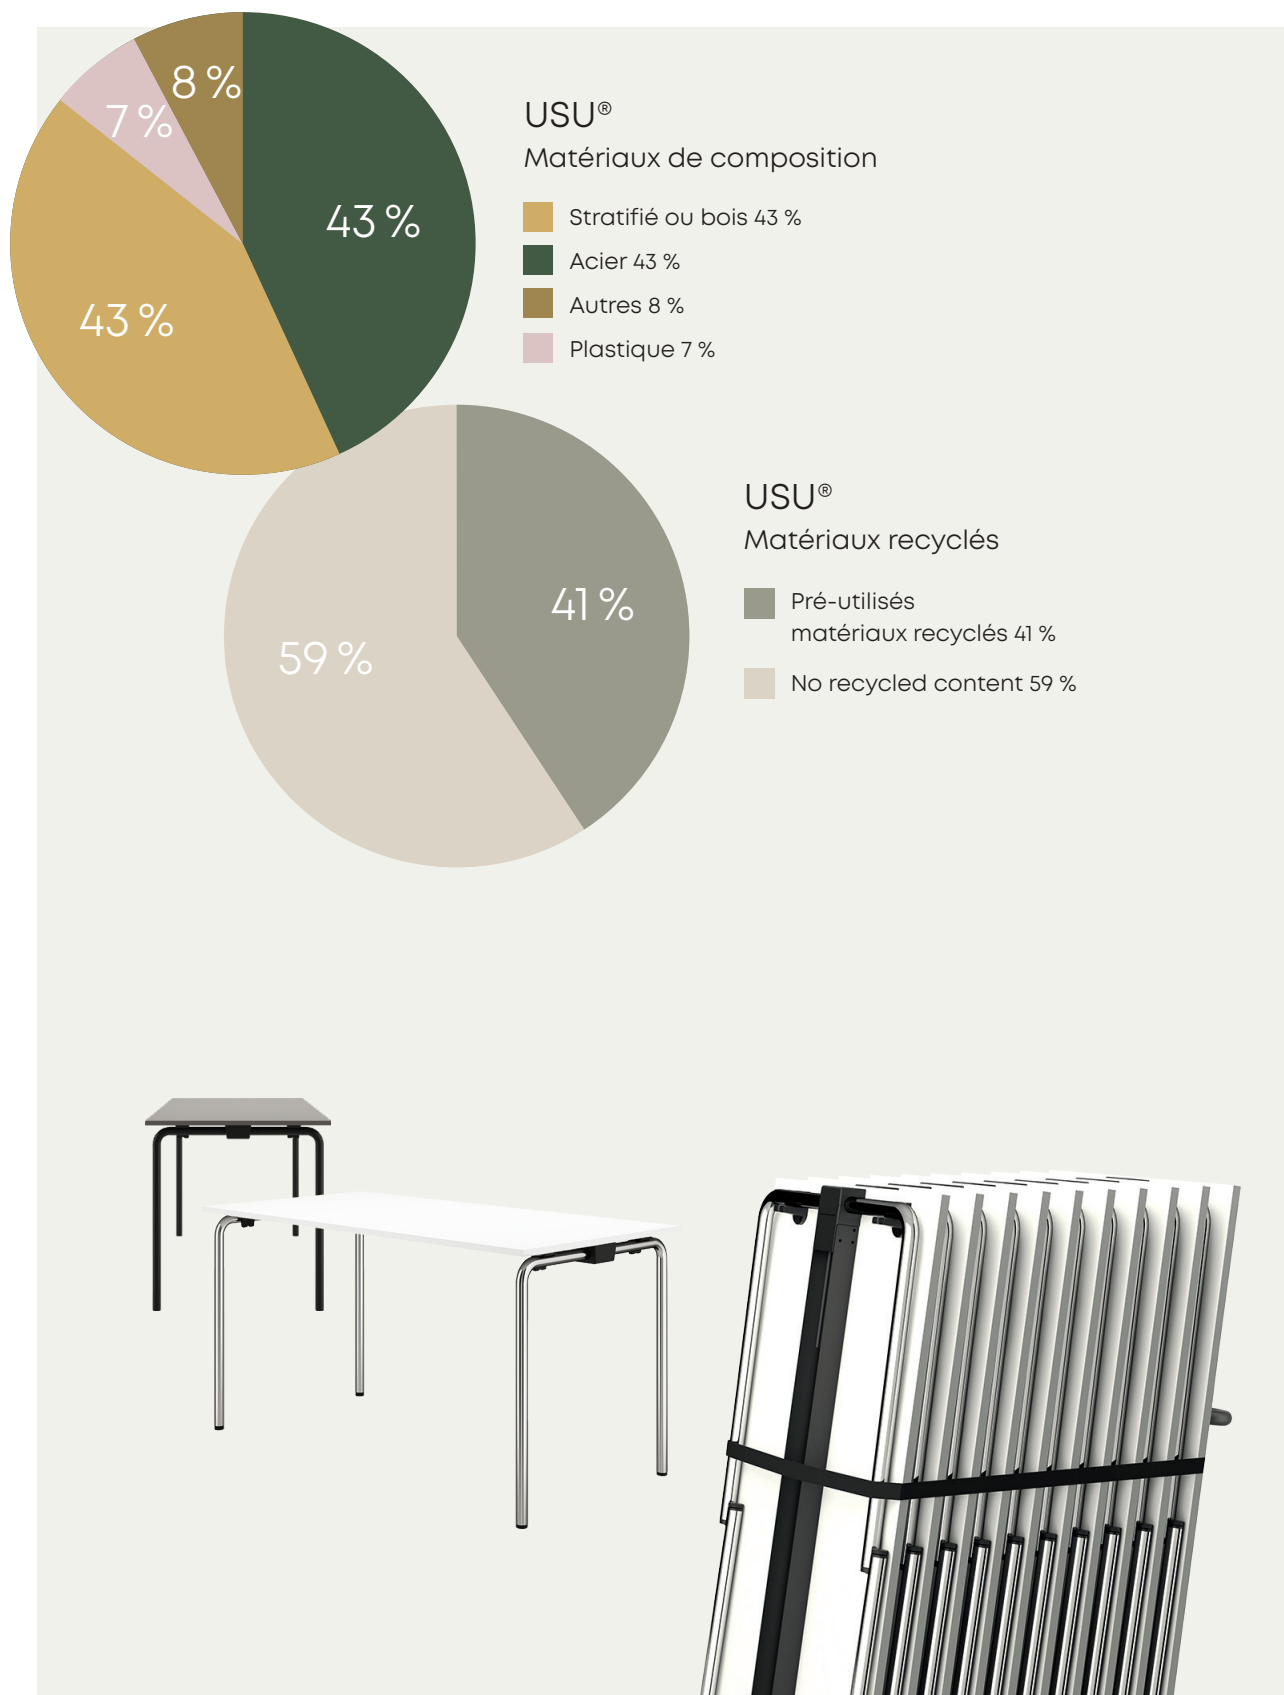 8 %
7 %
43 %
43 %
USU®
Matériaux de composition
Stratifié ou bois 43 %
Acier 43 %
Autres 8 %
Plastique 7 %
41 %
59 %
USU®
Matériaux recyclés
Pré-utilisés
matériaux recyclés 41 %
No recycled content 59 %